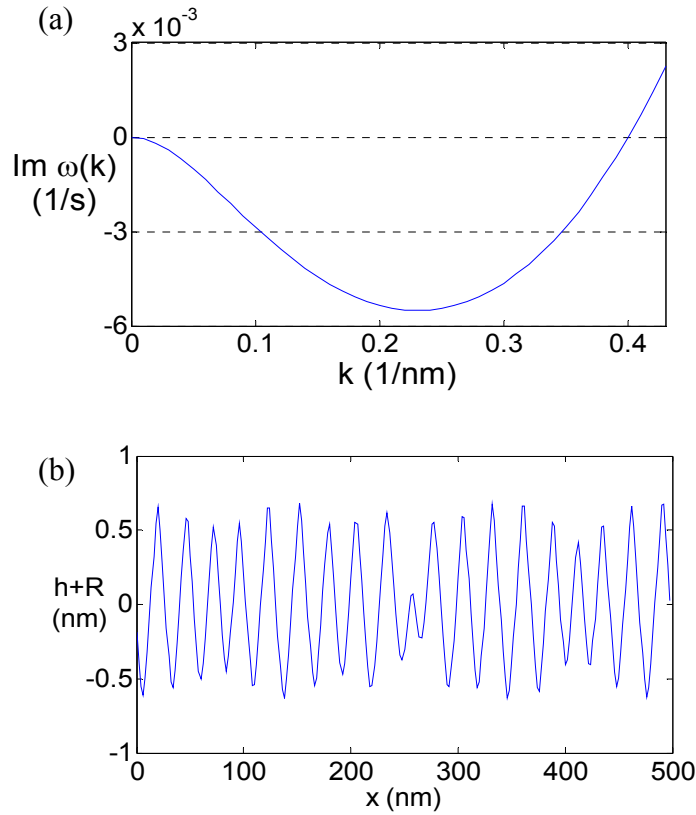 (a)
x 10⁻³
3
0
-3
-6
Im ω(k)
(1/s)
0 0.1 0.2 0.3 0.4
k (1/nm)
(b)
1
0.5
0
-0.5
-1
h+R
(nm)
0 100 200 300 400 500
x (nm)